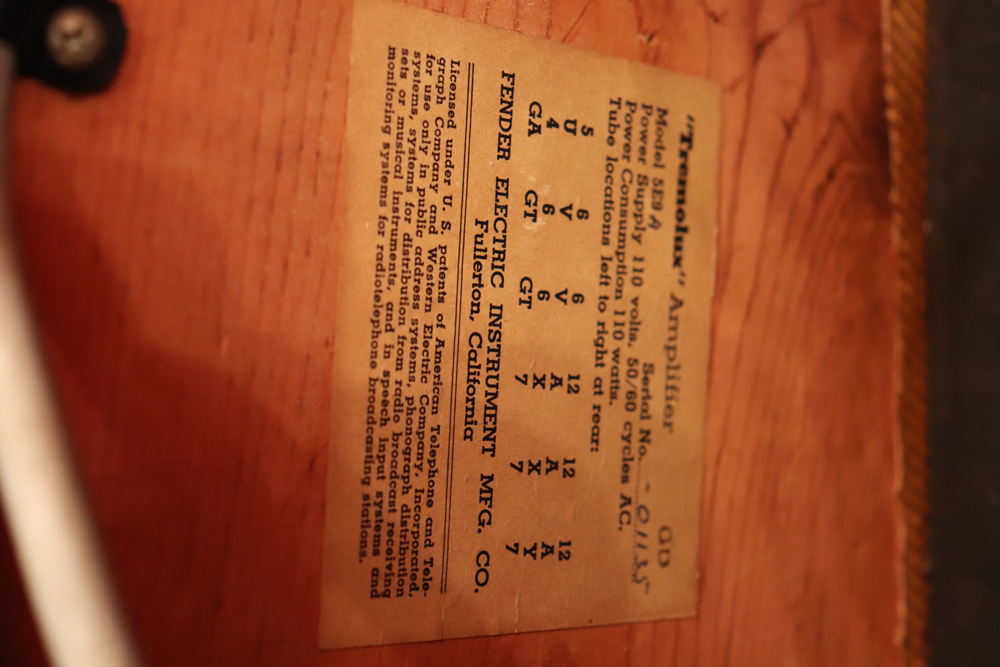 "Tremolux" Amplifier GD
Model 5E9A Serial No. - 01135
Power Supply 110 volts, 50/60 cycles AC.
Power Consumption 110 watts.
Tube locations left to right at rear:
5 6 6 12 12 12
U V V A A A
4 6 6 X X Y
GA GT GT 7 7 7
FENDER ELECTRIC INSTRUMENT MFG. CO.
Fullerton, California
Licensed under U. S. patents of American Telephone and Tele-
graph Company and Western Electric Company, Incorporated,
for use only in public address systems, phonograph distribution
systems, systems for distribution from radio broadcast receiving
sets or musical instruments, and in speech input systems and
monitoring systems for radiotelephone broadcasting stations.